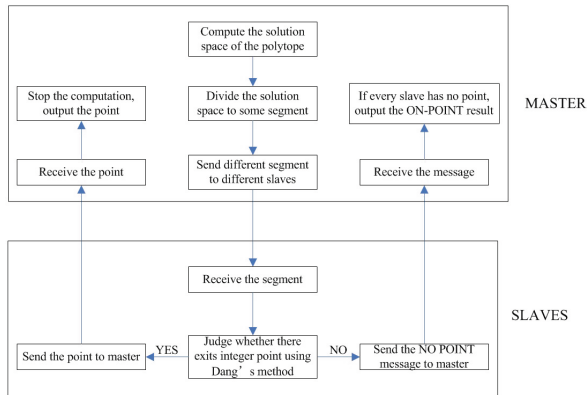 Compute the solution
space of the polytope
Stop the computation,
output the point
Divide the solution
space to some segment
If every slave has no point,
output the ON-POINT result
MASTER
Receive the point
Send different segment
to different slaves
Receive the message
Receive the segment
SLAVES
Send the point to master
YES
Judge whether there
exits integer point using
Dang's method
NO
Send the NO POINT
message to master